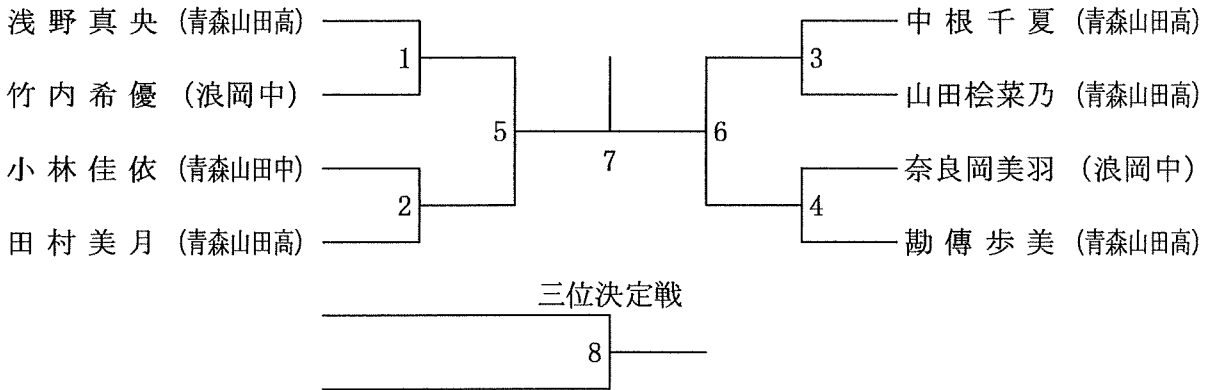 浅野真央 (青森山田高)
1
竹内希優 (浪岡中)
5
小林佳依 (青森山田中)
2
田村美月 (青森山田高)
7
中根千夏 (青森山田高)
3
山田桧菜乃 (青森山田高)
6
奈良岡美羽 (浪岡中)
4
勘傳歩美 (青森山田高)
三位決定戦
8